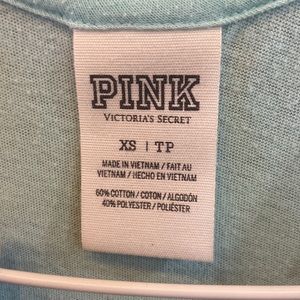 PINK
VICTORIA'S SECRET
XS | TP
MADE IN VIETNAM / FAIT AU
VIETNAM / HECHO EN VIETNAM
60% COTTON / COTON / ALGODÓN
40% POLYESTER / POLIÉSTER